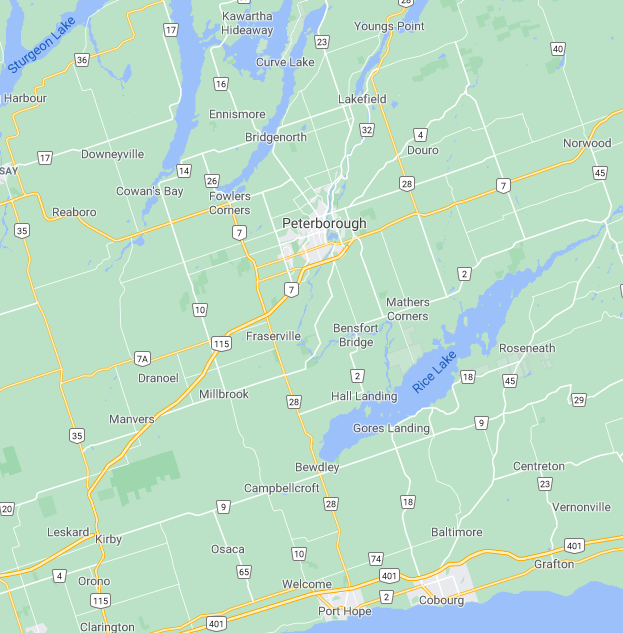 28
Kawartha
Hideaway
17
Youngs Point
23
Sturgeon Lake
40
36
Curve Lake
16
Harbour
Lakefield
Ennismore
32
4
Bridgenorth
Norwood
Douro
17
Downeyville
SAY
14
45
26
28
7
Cowan's Bay
Fowlers
Corners
Reaboro
35
7
Peterborough
2
7
10
Mathers
Corners
Bensfort
Bridge
Fraserville
115
7A
Roseneath
Rice Lake
Dranoel
2
18
45
Millbrook
Hall Landing
28
29
Manvers
9
Gores Landing
35
Bewdley
Centreton
23
Campbellcroft
28
18
20
9
Vernonville
Leskard
Kirby
Baltimore
401
Osaca
10
74
Grafton
65
4
Orono
401
Welcome
2
115
Cobourg
Port Hope
401
Clarington